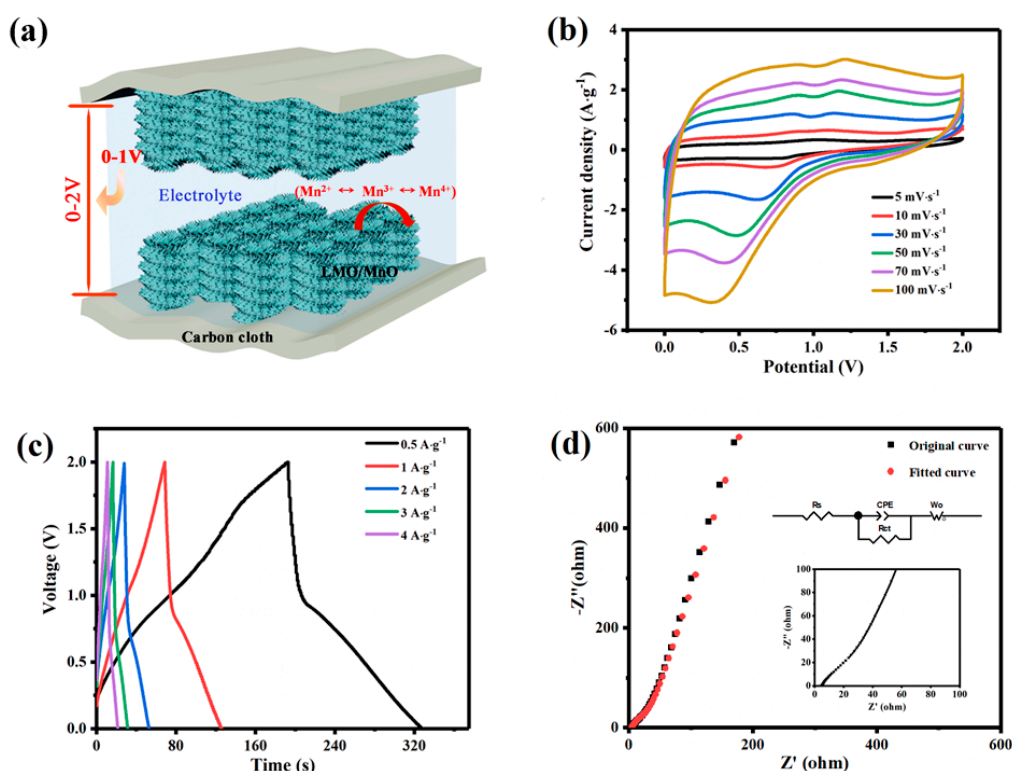 (a)
0-2V
0-1V
Electrolyte
(Mn²⁺ ↔ Mn³⁺ ↔ Mn⁴⁺)
LMO/MnO
Carbon cloth
(b)
Current density (A·g⁻¹)
4
2
0
-2
-4
-6
5 mV·s⁻¹
10 mV·s⁻¹
30 mV·s⁻¹
50 mV·s⁻¹
70 mV·s⁻¹
100 mV·s⁻¹
0.0 0.5 1.0 1.5 2.0
Potential (V)
(c)
Voltage (V)
2.0
1.5
1.0
0.5
0.0
0.5 A·g⁻¹
1 A·g⁻¹
2 A·g⁻¹
3 A·g⁻¹
4 A·g⁻¹
0 80 160 240 320
Time (s)
(d)
-Z''(ohm)
600
400
200
0
Original curve
Fitted curve
Rs CPE Wo
Rct
-Z'' (ohm)
100
80
60
40
20
0
0 20 40 60 80 100
Z' (ohm)
0 200 400 600
Z' (ohm)